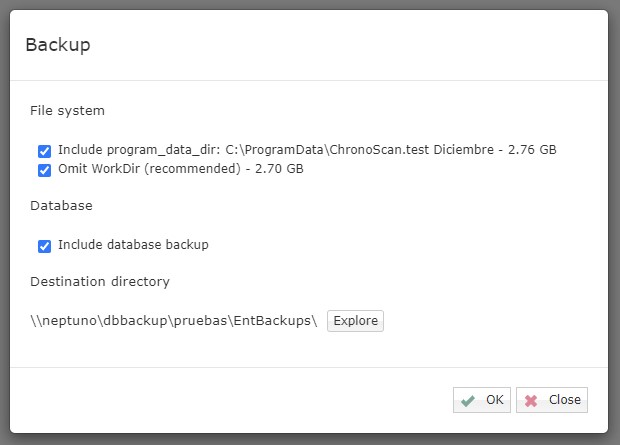 Backup
File system
Include program_data_dir: C:\ProgramData\ChronoScan.test Diciembre - 2.76 GB
Omit WorkDir (recommended) - 2.70 GB
Database
Include database backup
Destination directory
\\neptuno\dbbackup\pruebas\EntBackups\ Explore
OK Close